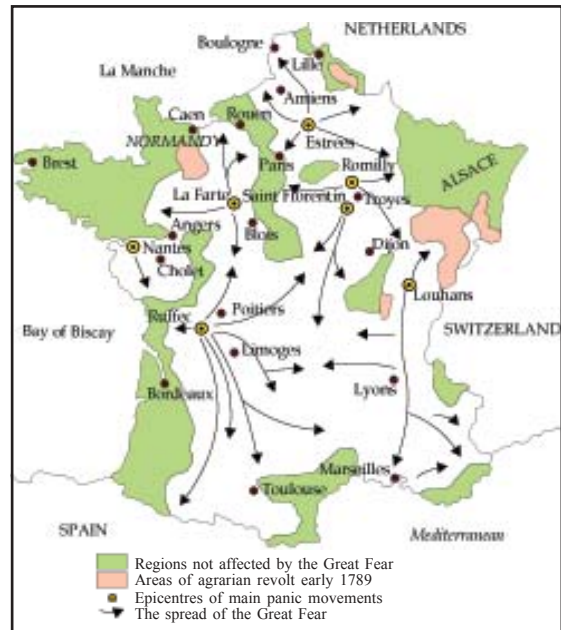 NETHERLANDS
Boulogne
Lille
La Manche
Amiens
Caen
Rouen
NORMANDY
Estrees
Paris
Romilly
Brest
ALSACE
La Farte
Saint Florentin
Troyes
Angers
Blois
Dijon
Nantes
Cholet
Louhans
Ruffec
Poitiers
Bay of Biscay
SWITZERLAND
Limoges
Lyons
Bordeaux
Marseilles
Toulouse
SPAIN
Mediterranean
Regions not affected by the Great Fear
Areas of agrarian revolt early 1789
Epicentres of main panic movements
The spread of the Great Fear